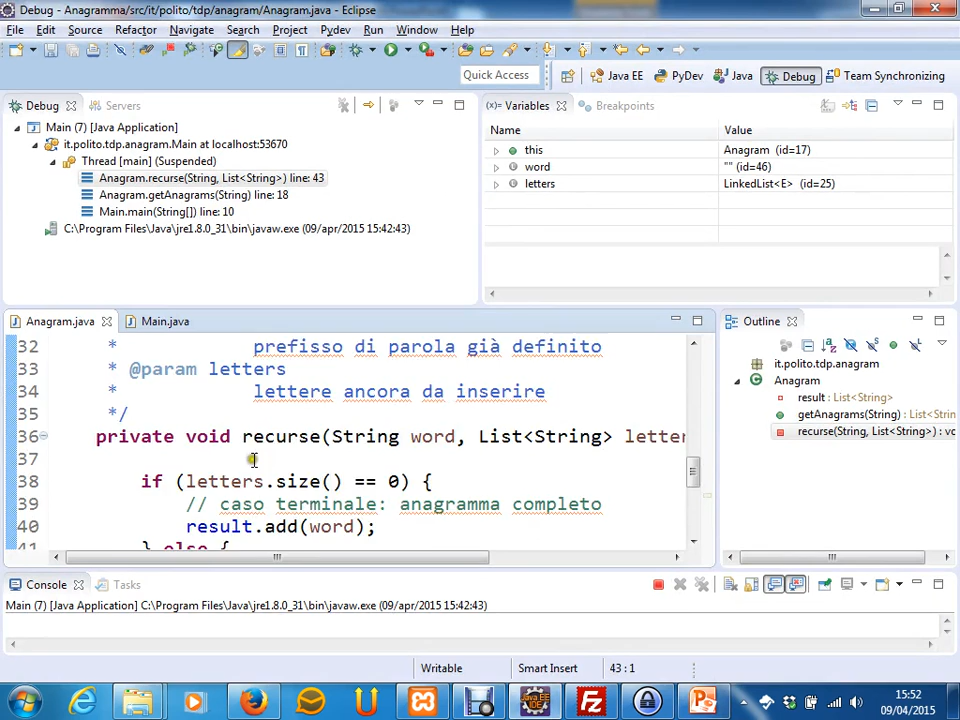 Debug - Anagramma/src/it/polito/tdp/anagram/Anagram.java - Eclipse
File Edit Source Refactor Navigate Search Project Pydev Run Window Help
Quick Access
Java EE PyDev Java Debug Team Synchronizing
Debug Servers
Main (7) [Java Application]
it.polito.tdp.anagram.Main at localhost:53670
Thread [main] (Suspended)
Anagram.recurse(String, List<String>) line: 43
Anagram.getAnagrams(String) line: 18
Main.main(String[]) line: 10
C:\Program Files\Java\jre1.8.0_31\bin\javaw.exe (09/apr/2015 15:42:43)
(x)= Variables Breakpoints
Name Value
this Anagram (id=17)
word "" (id=46)
letters LinkedList<E> (id=25)
Anagram.java Main.java
32 * prefisso di parola già definito
33 * @param letters
34 * lettere ancora da inserire
35 */
36 private void recurse(String word, List<String> letter
37
38 if (letters.size() == 0) {
39 // caso terminale: anagramma completo
40 result.add(word);
41 } else {
Outline
it.polito.tdp.anagram
Anagram
result : List<String>
getAnagrams(String) : List<Strin
recurse(String, List<String>) : vo
Console Tasks
Main (7) [Java Application] C:\Program Files\Java\jre1.8.0_31\bin\javaw.exe (09/apr/2015 15:42:43)
Writable Smart Insert 43 : 1
15:52
09/04/2015